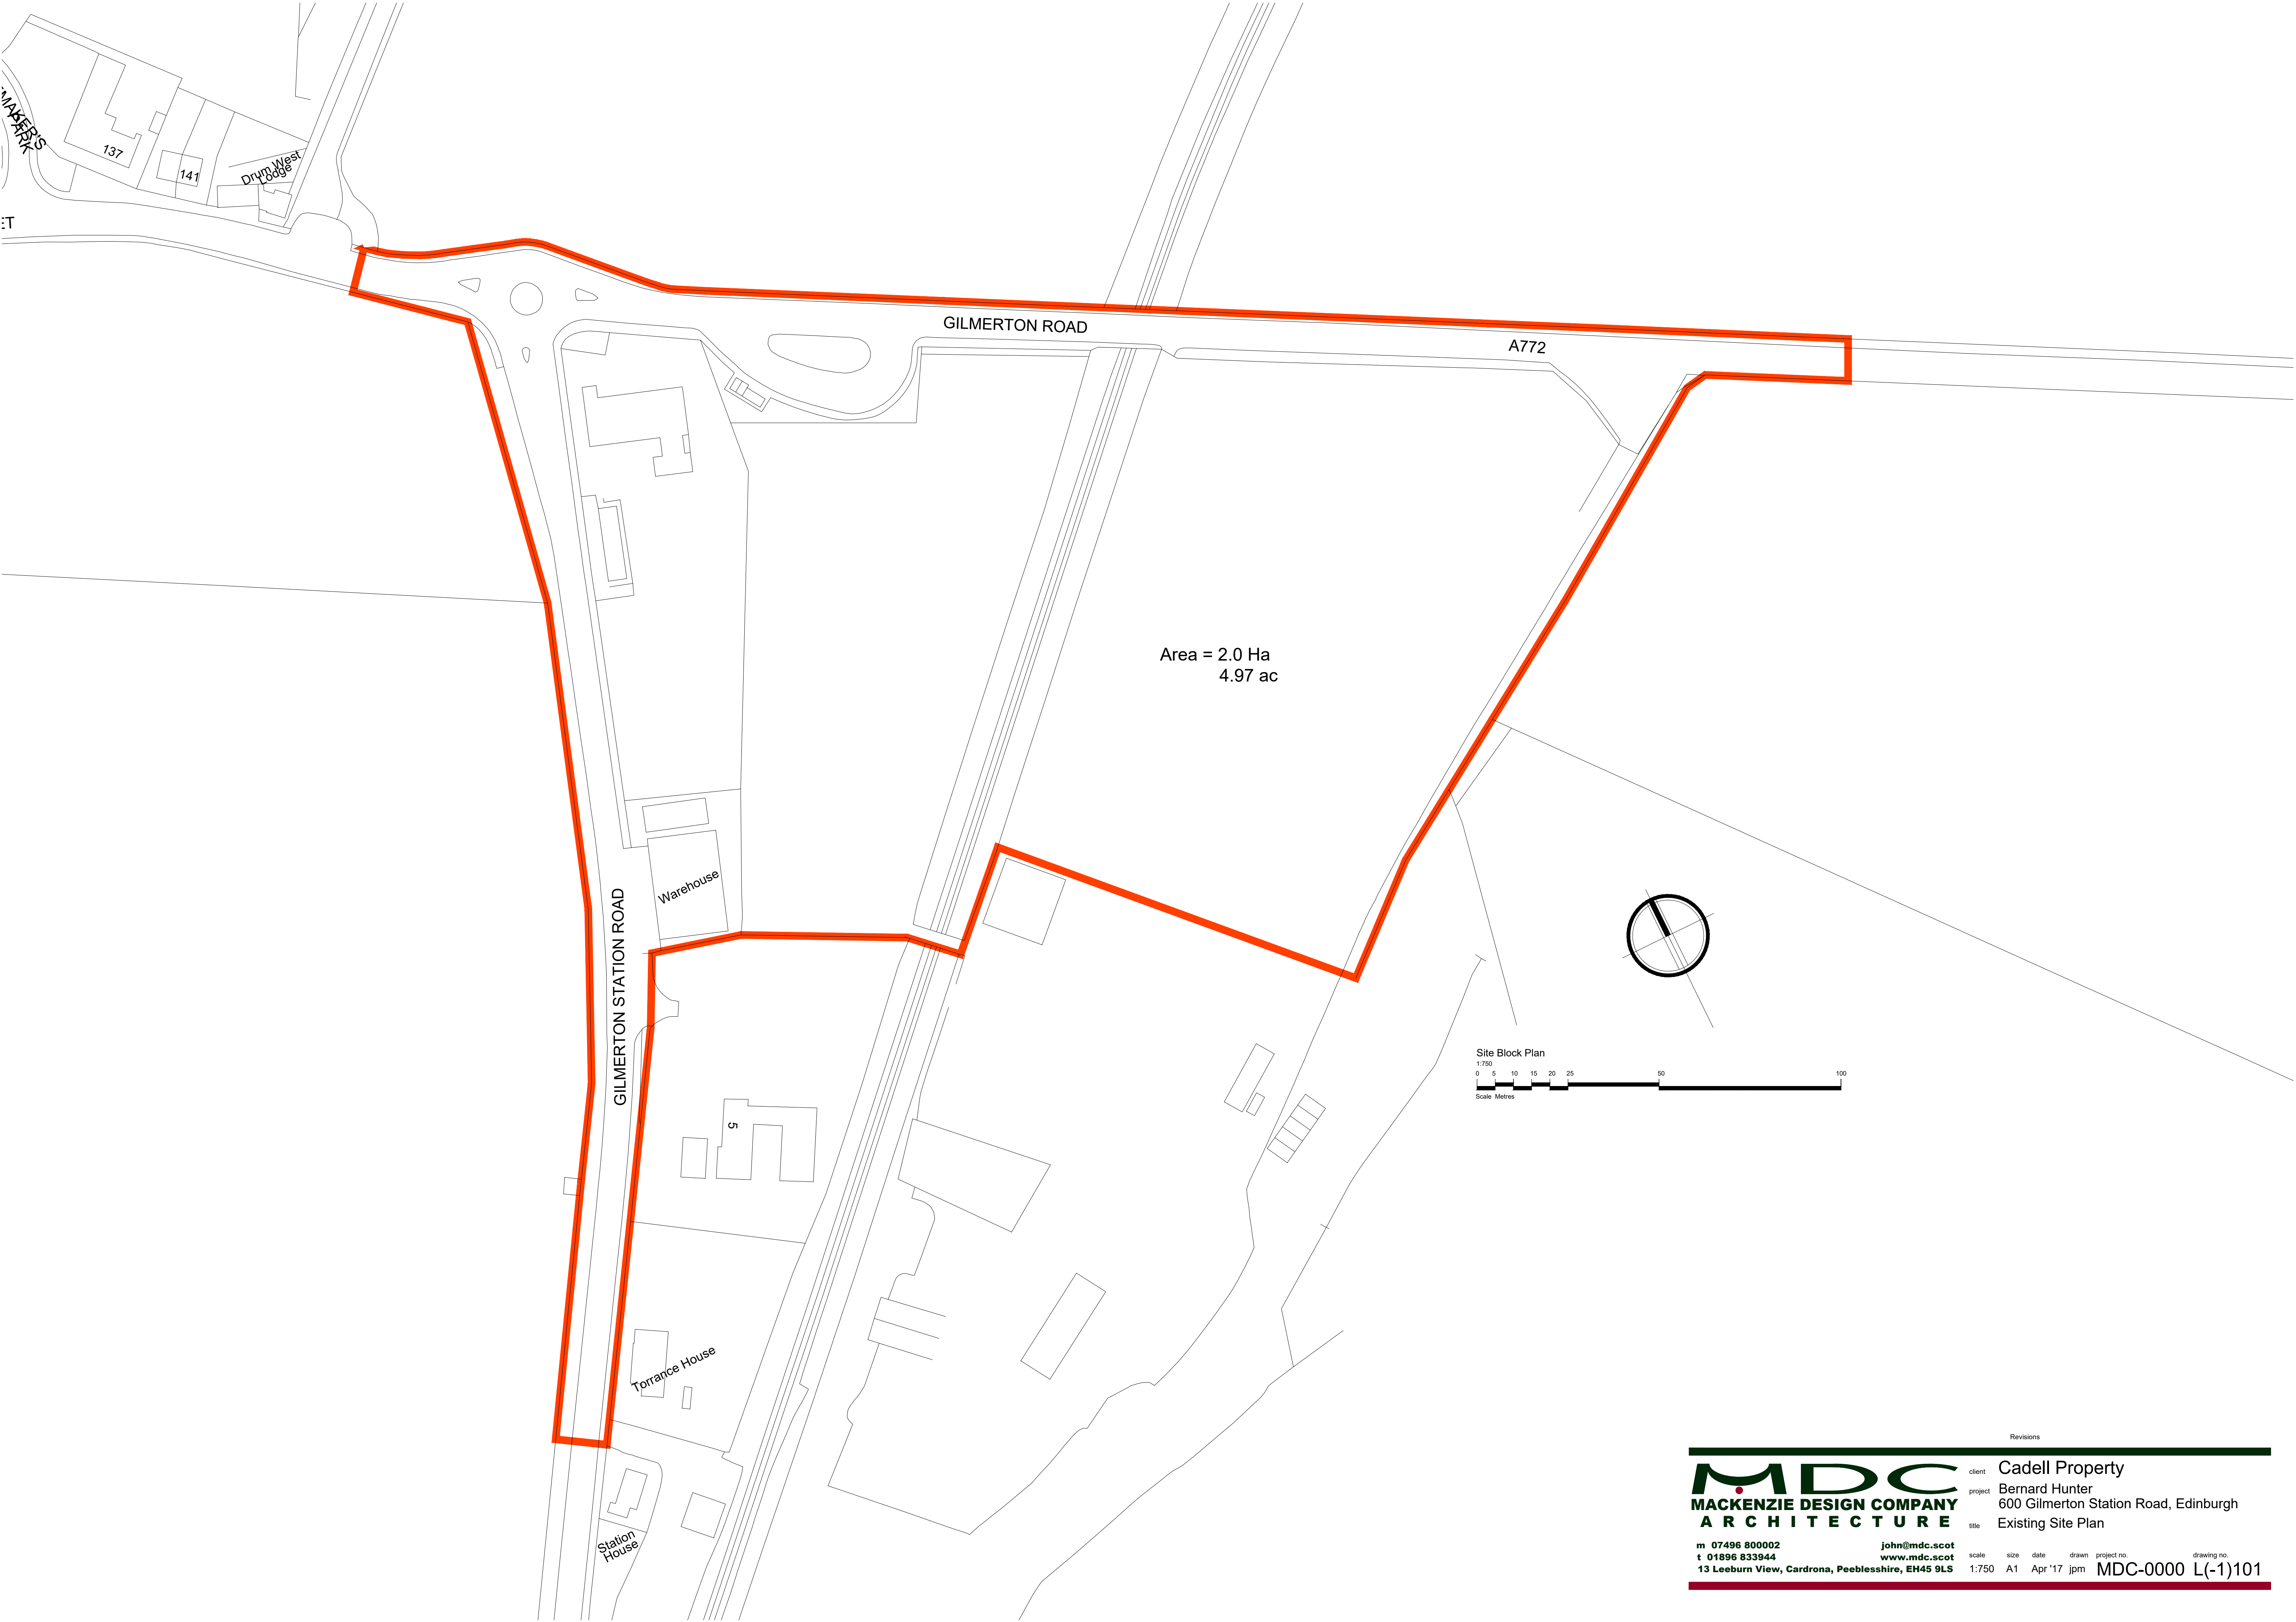 MAKER'S
PARK
137
141
Drum West
Lodge
ET
GILMERTON ROAD
A772
Area = 2.0 Ha
4.97 ac
Warehouse
GILMERTON STATION ROAD
5
Torrance House
Station
House
Site Block Plan
1:750
0 5 10 15 20 25 50 100
Scale Metres
Revisions
MDC
MACKENZIE DESIGN COMPANY
ARCHITECTURE
m 07496 800002 john@mdc.scot
t 01896 833944 www.mdc.scot
13 Leeburn View, Cardrona, Peeblesshire, EH45 9LS
client Cadell Property
project Bernard Hunter
600 Gilmerton Station Road, Edinburgh
title Existing Site Plan
scale size date drawn project no. drawing no.
1:750 A1 Apr '17 jpm MDC-0000 L(-1)101